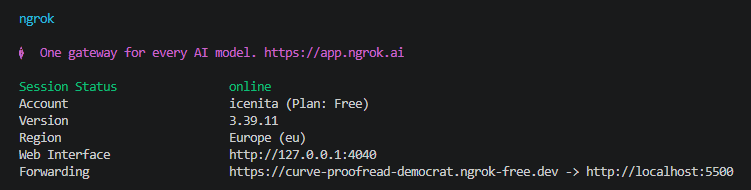 ngrok
One gateway for every AI model. https://app.ngrok.ai
Session Status online
Account icenita (Plan: Free)
Version 3.39.11
Region Europe (eu)
Web Interface http://127.0.0.1:4040
Forwarding https://curve-proofread-democrat.ngrok-free.dev -> http://localhost:5500